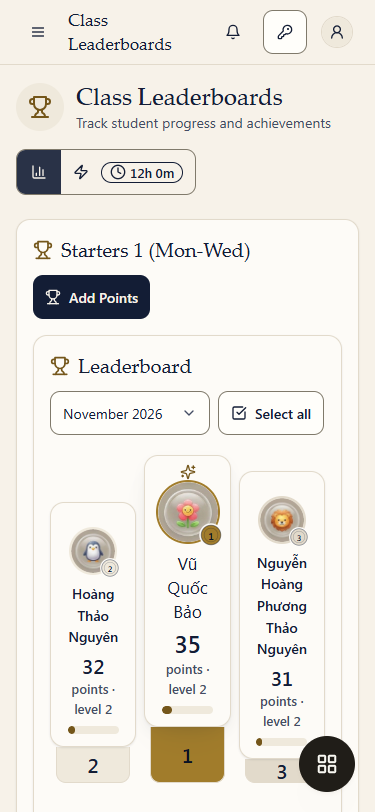 Class
Leaderboards
Class Leaderboards
Track student progress and achievements
12h 0m
Starters 1 (Mon-Wed)
Add Points
Leaderboard
November 2026
Select all
2
Hoàng
Thảo
Nguyên
32
points ·
level 2
2
1
Vũ
Quốc
Bảo
35
points ·
level 2
1
3
Nguyễn
Hoàng
Phương
Thảo
Nguyên
31
points ·
level 2
3